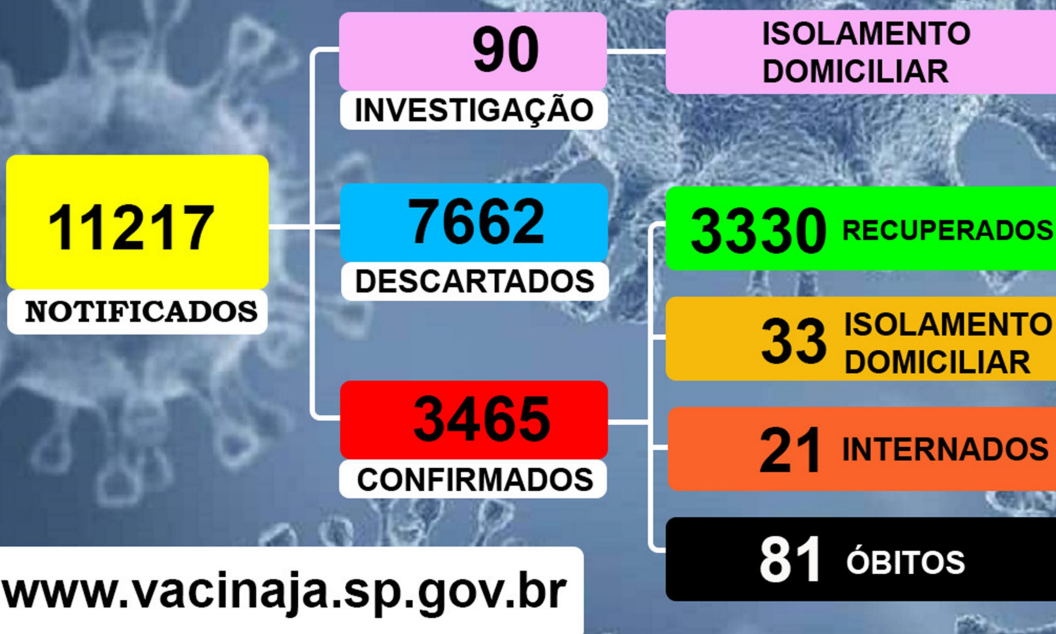 90
INVESTIGAÇÃO
ISOLAMENTO
DOMICILIAR
11217
NOTIFICADOS
7662
DESCARTADOS
3330 RECUPERADOS
33 ISOLAMENTO
DOMICILIAR
3465
CONFIRMADOS
21 INTERNADOS
81 ÓBITOS
www.vacinaja.sp.gov.br